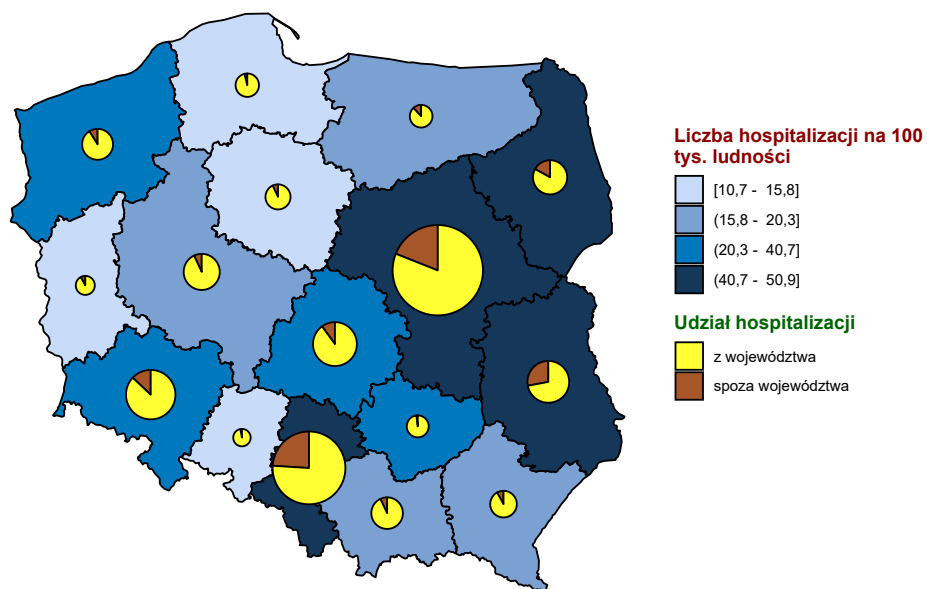 Liczba hospitalizacji na 100
tys. ludności
[10,7 - 15,8]
(15,8 - 20,3]
(20,3 - 40,7]
(40,7 - 50,9]
Udział hospitalizacji
z województwa
spoza województwa